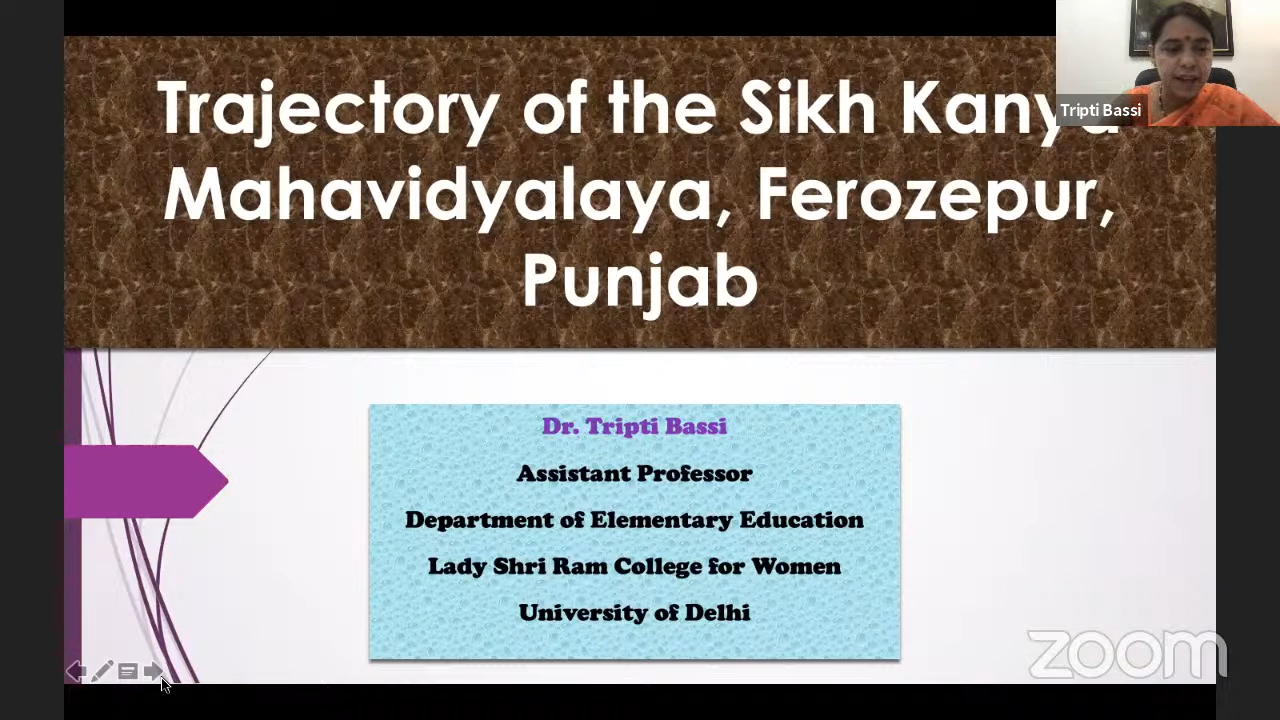 Trajectory of the Sikh Kanya
Mahavidyalaya, Ferozepur,
Punjab
Tripti Bassi
Dr. Tripti Bassi
Assistant Professor
Department of Elementary Education
Lady Shri Ram College for Women
University of Delhi
zoom